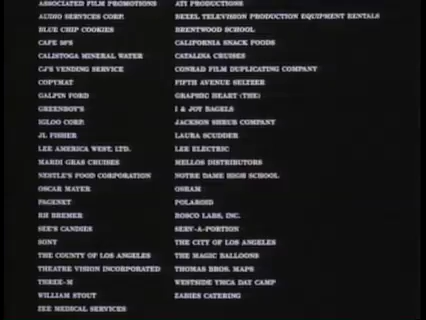 ASSOCIATED FILM PROMOTIONS ATI PRODUCTIONS
AUDIO SERVICES CORP. BEXEL TELEVISION PRODUCTION EQUIPMENT RENTALS
BLUE CHIP COOKIES BRENTWOOD SCHOOL
CAFE CALIFORNIA SNACK FOODS
CALISTOGA MINERAL WATER CATALINA CRUISES
CJ'S VENDING SERVICE CONRAD FILM DUPLICATING COMPANY
COPYMAT FIFTH AVENUE SELTZER
GALPIN FORD GRAPHIC HEART (THE)
GREENBOY'S I & JOY BAGELS
IGLOO CORP. JACKSON SHRUB COMPANY
JL FISHER LAURA SCUDDER
LEE AMERICA WEST, LTD. LEE ELECTRIC
MARDI GRAS CRUISES MELLOS DISTRIBUTORS
NESTLE'S FOOD CORPORATION NOTRE DAME HIGH SCHOOL
OSCAR MAYER OSRAM
PAGENET POLAROID
RH BREMER ROSCO LABS, INC.
SEE'S CANDIES SERV-A-PORTION
SONY THE CITY OF LOS ANGELES
THE COUNTY OF LOS ANGELES THE MAGIC BALLOONS
THEATRE VISION INCORPORATED THOMAS BROS. MAPS
THREE-M WESTSIDE YMCA DAY CAMP
WILLIAM STOUT ZABIES CATERING
ZEE MEDICAL SERVICES